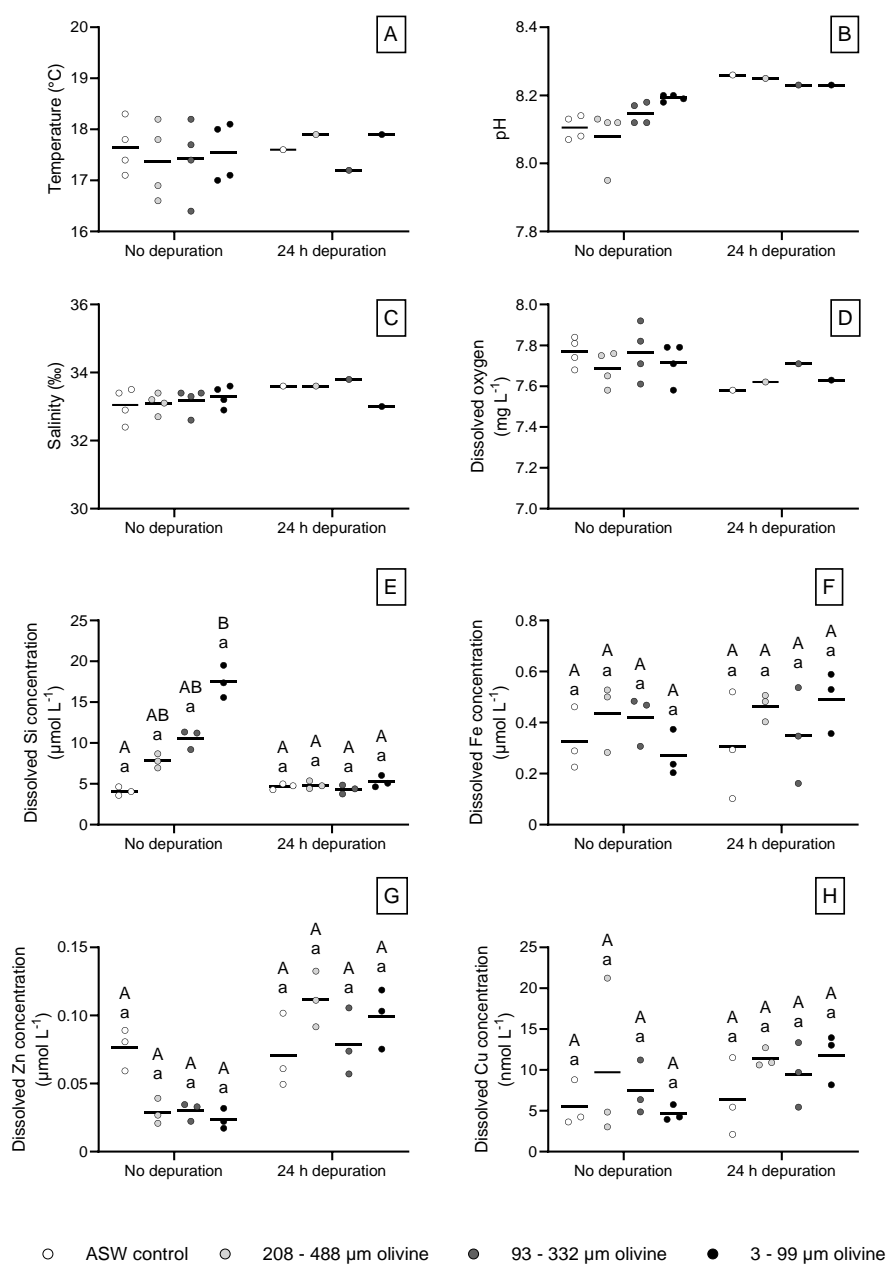 A
20
19
18
17
16
Temperature (°C)
No depuration
24 h depuration
B
8.4
8.2
8.0
7.8
pH
No depuration
24 h depuration
C
36
34
32
30
Salinity (‰)
No depuration
24 h depuration
D
8.0
7.8
7.6
7.4
7.2
7.0
Dissolved oxygen
(mg L⁻¹)
No depuration
24 h depuration
E
25
20
15
10
5
0
Dissolved Si concentration
(µmol L⁻¹)
A
a
AB
a
AB
a
B
a
A
a
A
a
A
a
A
a
No depuration
24 h depuration
F
0.8
0.6
0.4
0.2
0.0
Dissolved Fe concentration
(µmol L⁻¹)
A
a
A
a
A
a
A
a
A
a
A
a
A
a
A
a
No depuration
24 h depuration
G
0.15
0.10
0.05
0
Dissolved Zn concentration
(µmol L⁻¹)
A
a
A
a
A
a
A
a
A
a
A
a
A
a
A
a
No depuration
24 h depuration
H
25
20
15
10
5
0
Dissolved Cu concentration
(nmol L⁻¹)
A
a
A
a
A
a
A
a
A
a
A
a
A
a
A
a
No depuration
24 h depuration
ASW control
208 - 488 µm olivine
93 - 332 µm olivine
3 - 99 µm olivine